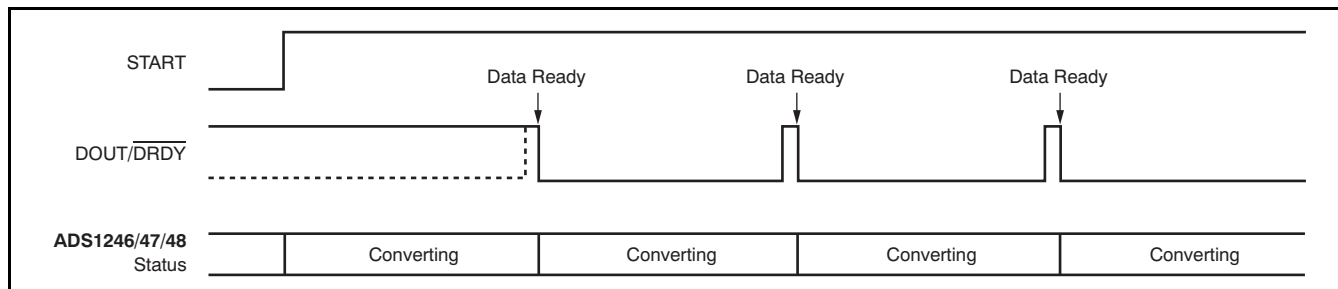 START
Data Ready Data Ready Data Ready
DOUT/DRDY
ADS1246/47/48
Status
Converting Converting Converting Converting